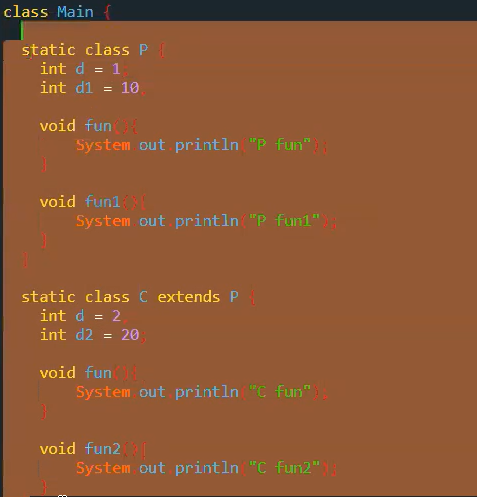 class Main {
static class P {
int d = 1;
int d1 = 10;
void fun(){
System.out.println("P fun");
}
void fun1(){
System.out.println("P fun1");
}
}
static class C extends P {
int d = 2;
int d2 = 20;
void fun(){
System.out.println("C fun");
}
void fun2(){
System.out.println("C fun2");
}